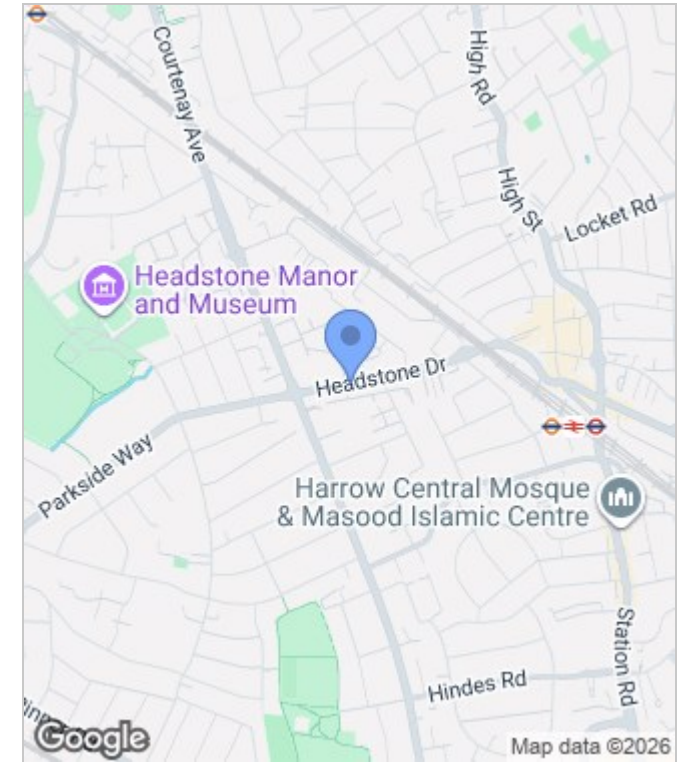 Courtenay Ave
High Rd
High St
Locket Rd
Headstone Manor
and Museum
Headstone Dr
Parkside Way
Harrow Central Mosque
& Masood Islamic Centre
Station Rd
Hindes Rd
Google
Map data ©2026